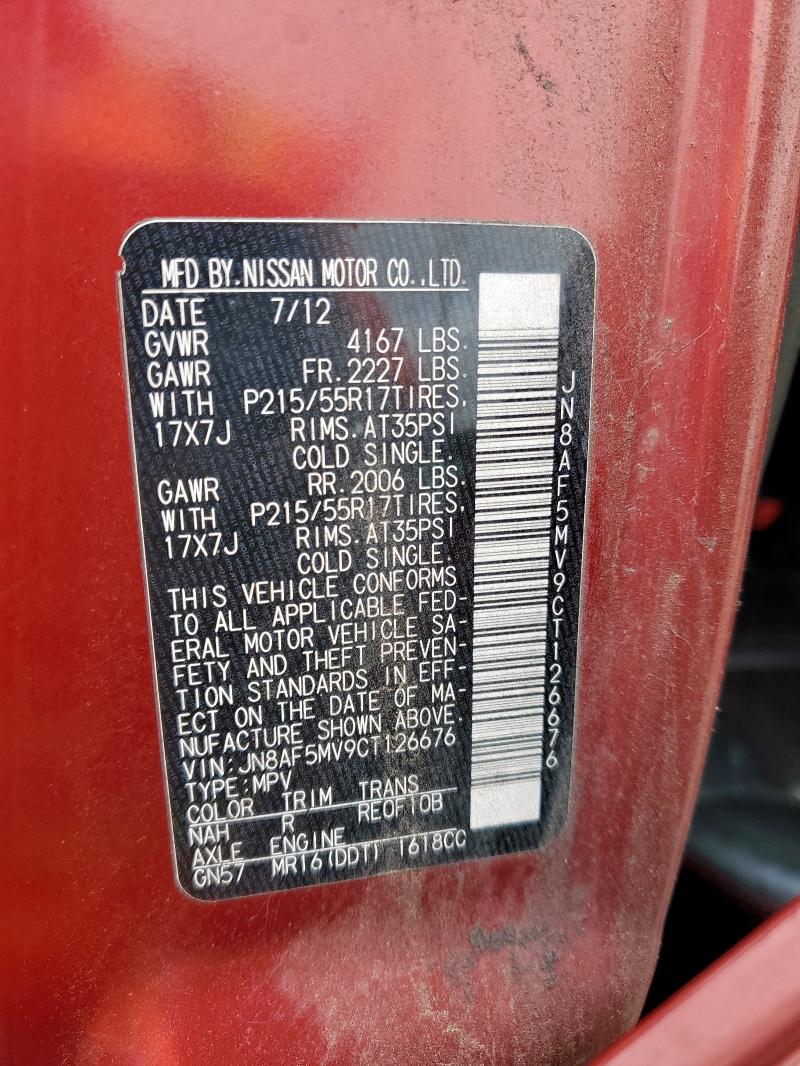 MFD BY.NISSAN MOTOR CO.,LTD.
DATE 7/12
GVWR 4167 LBS.
GAWR FR.2227 LBS.
WITH P215/55R17TIRES,
17X7J RIMS.AT35PSI
COLD SINGLE.
GAWR RR.2006 LBS.
WITH P215/55R17TIRES,
17X7J RIMS.AT35PSI
COLD SINGLE.
THIS VEHICLE CONFORMS
TO ALL APPLICABLE FED-
ERAL MOTOR VEHICLE SA-
FETY AND THEFT PREVEN-
TION STANDARDS IN EFF-
ECT ON THE DATE OF MA-
NUFACTURE SHOWN ABOVE.
VIN:JN8AF5MV9CT126676
TYPE:MPV
COLOR TRIM TRANS
NAH R REOF10B
AXLE ENGINE
GN57 MR16(DDT) 1618CC
JN8AF5MV9CT126676